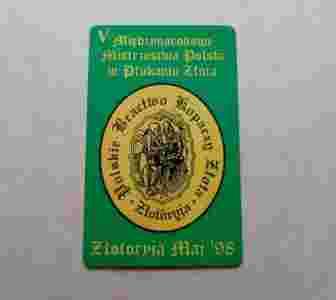 V Międzynarodowe
Mistrzostwa Polski
w Płukaniu Złota
Polskie Bractwo Kopaczy Złota
· Złotoryja ·
Złotoryja Maj '98